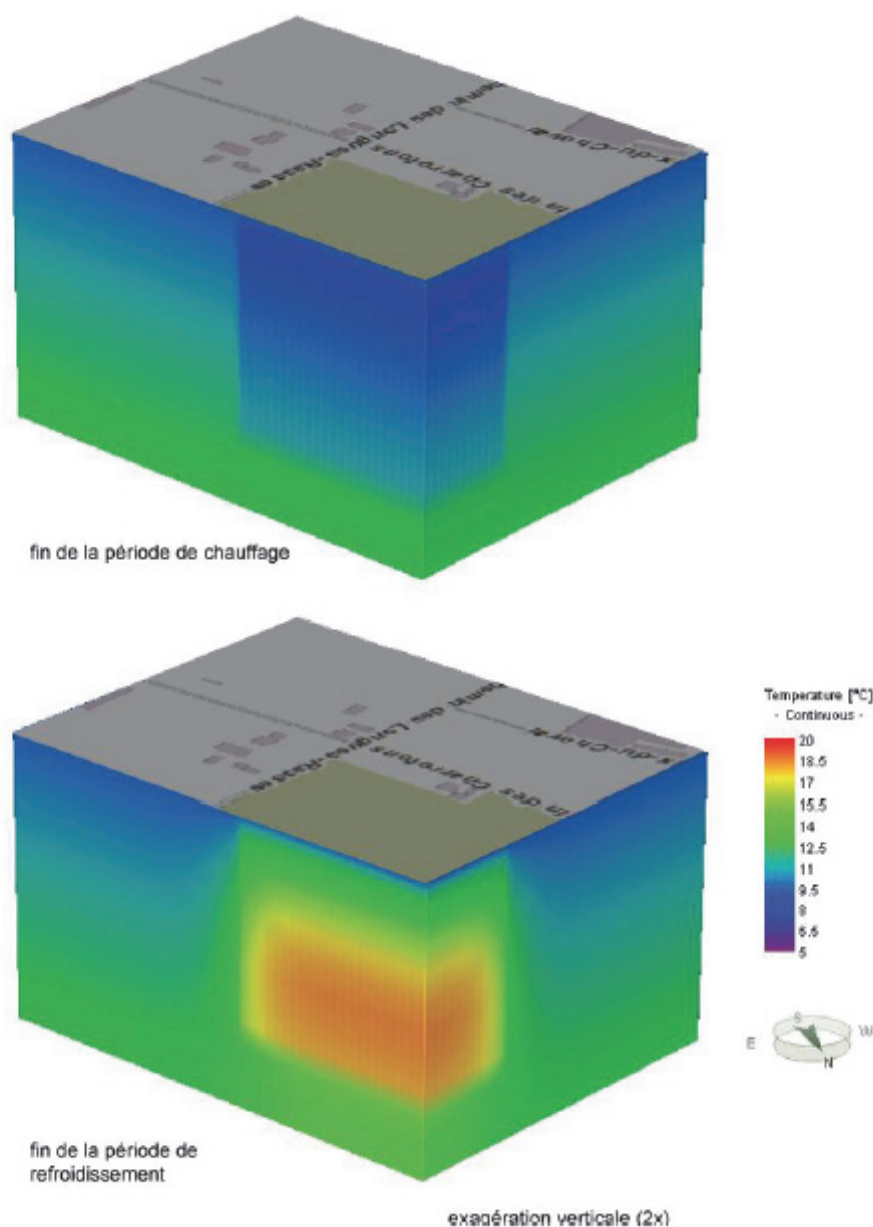 fin de la période de chauffage
Temperature [°C]
- Continuous -
20
18.5
17
15.5
14
12.5
11
9.5
8
6.5
5
S
E
W
N
fin de la période de
refroidissement
exagération verticale (2x)